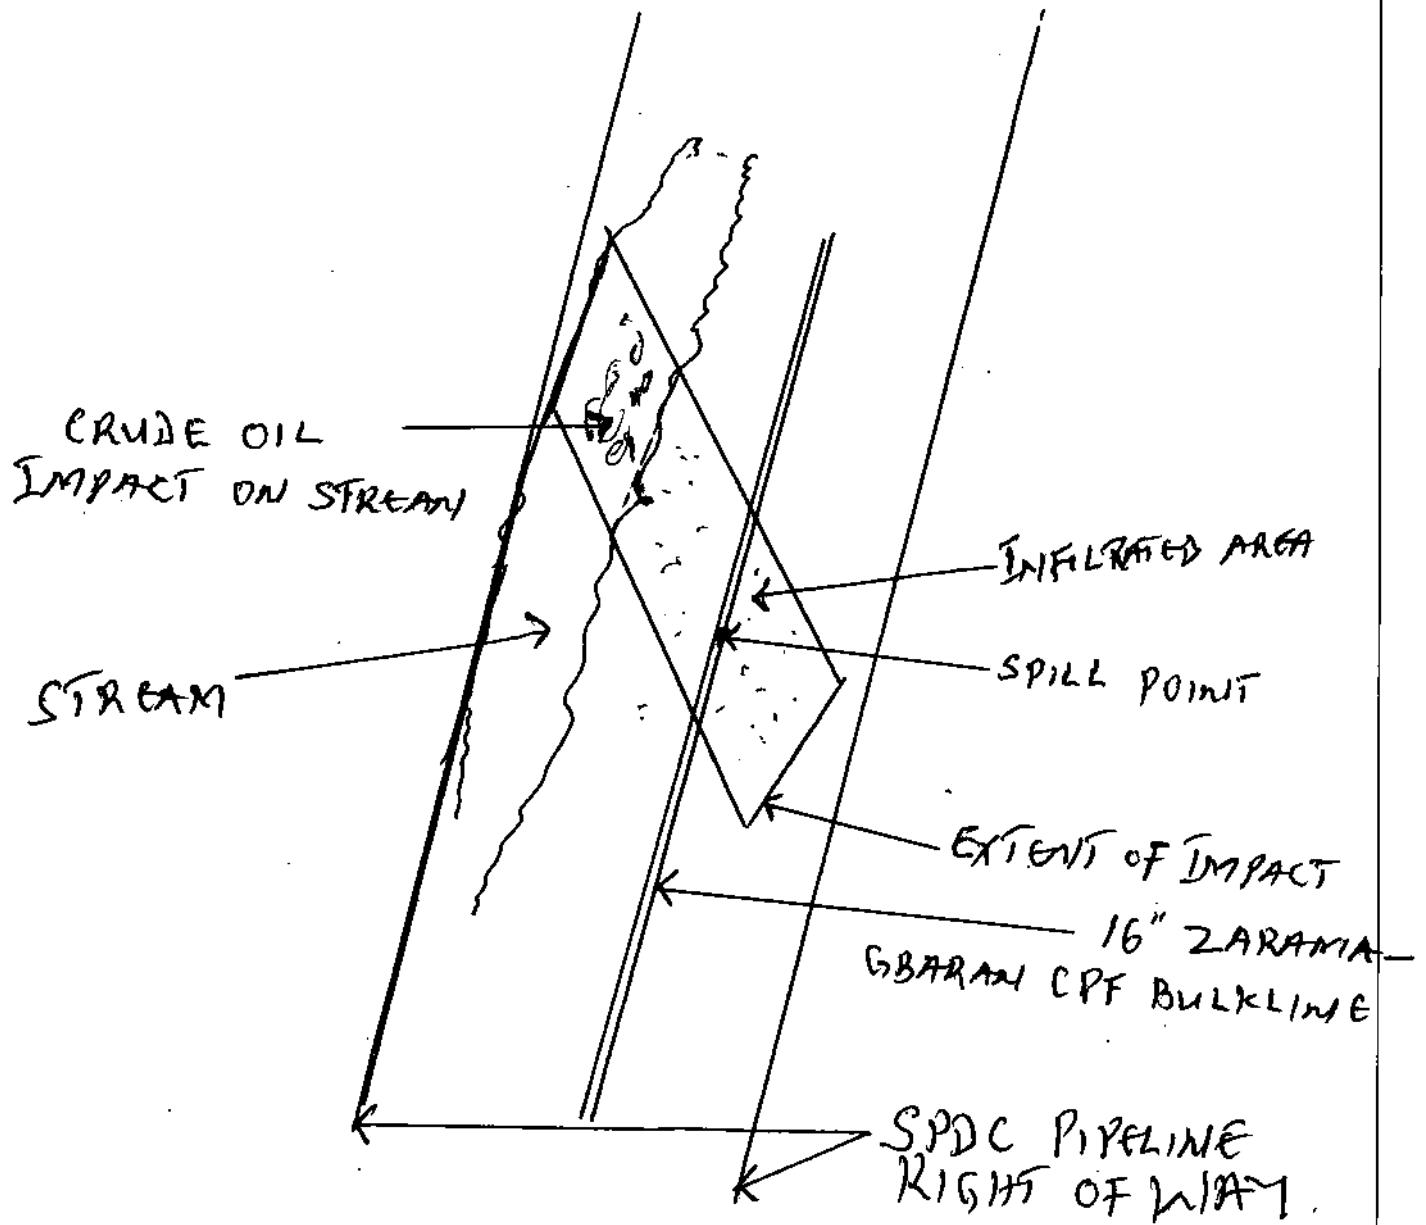 CRUDE OIL
IMPACT ON STREAM
INFILRATED AREA
SPILL POINT
STREAM
EXTENT OF IMPACT
16" ZARAMA-
GBARAN CPF BULKLINE
SPDC PIPELINE
RIGHT OF WAY.